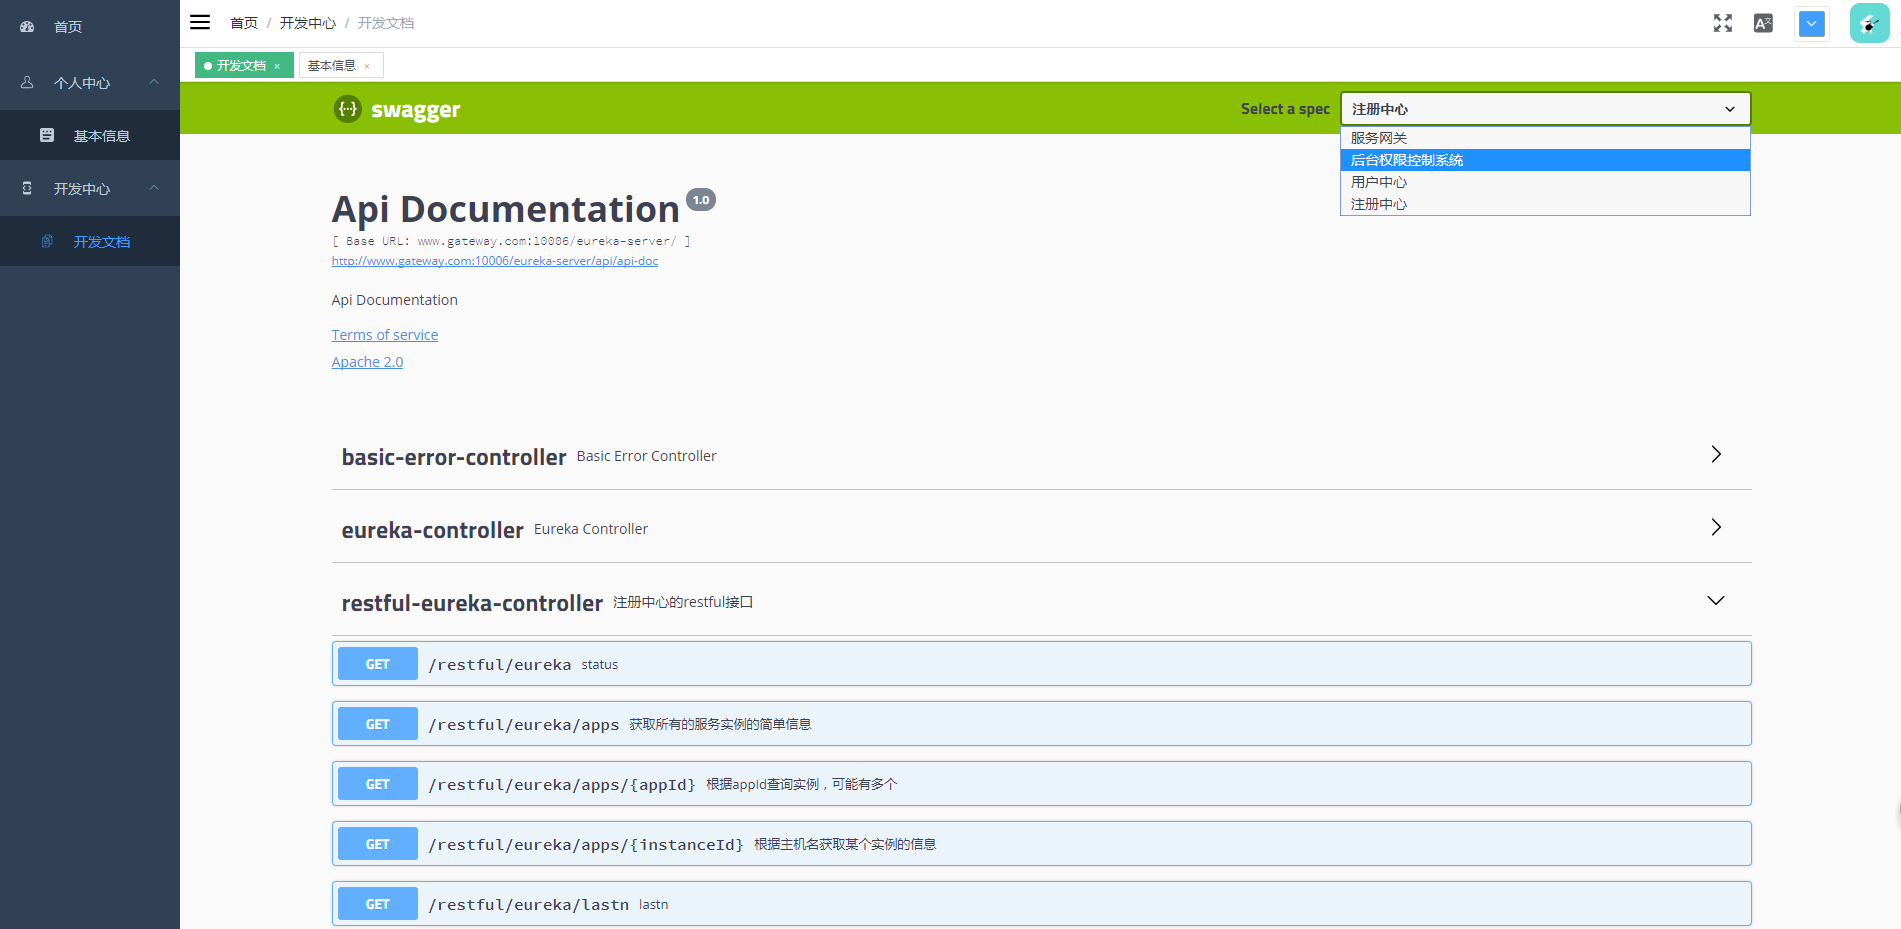 首页
个人中心
基本信息
开发中心
开发文档
首页 / 开发中心 / 开发文档
开发文档 × 基本信息 ×
{···} swagger
Select a spec 注册中心
服务网关
后台权限控制系统
用户中心
注册中心
Api Documentation 1.0
[ Base URL: www.gateway.com:10006/eureka-server/ ]
http://www.gateway.com:10006/eureka-server/api/api-doc
Api Documentation
Terms of service
Apache 2.0
basic-error-controller Basic Error Controller
eureka-controller Eureka Controller
restful-eureka-controller 注册中心的restful接口
GET /restful/eureka status
GET /restful/eureka/apps 获取所有的服务实例的简单信息
GET /restful/eureka/apps/{appId} 根据appId查询实例，可能有多个
GET /restful/eureka/apps/{instanceId} 根据主机名获取某个实例的信息
GET /restful/eureka/lastn lastn